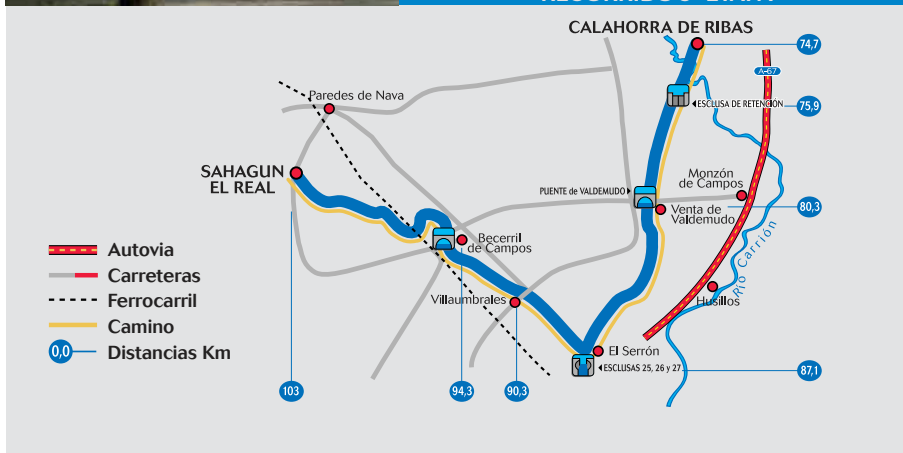 CALAHORRA DE RIBAS
74,7
A-67
Paredes de Nava
ESCLUSA DE RETENCIÓN
75,9
SAHAGUN
EL REAL
Monzón
de Campos
PUENTE de VALDEMUDO
80,3
Venta de
Valdemudo
Becerril
de Campos
Río Carrión
Autovia
Carreteras
Ferrocarril
Camino
0,0
Distancias Km
Villaumbrales
Husillos
El Serrón
ESCLUSAS 25, 26 y 27
87,1
103
94,3
90,3